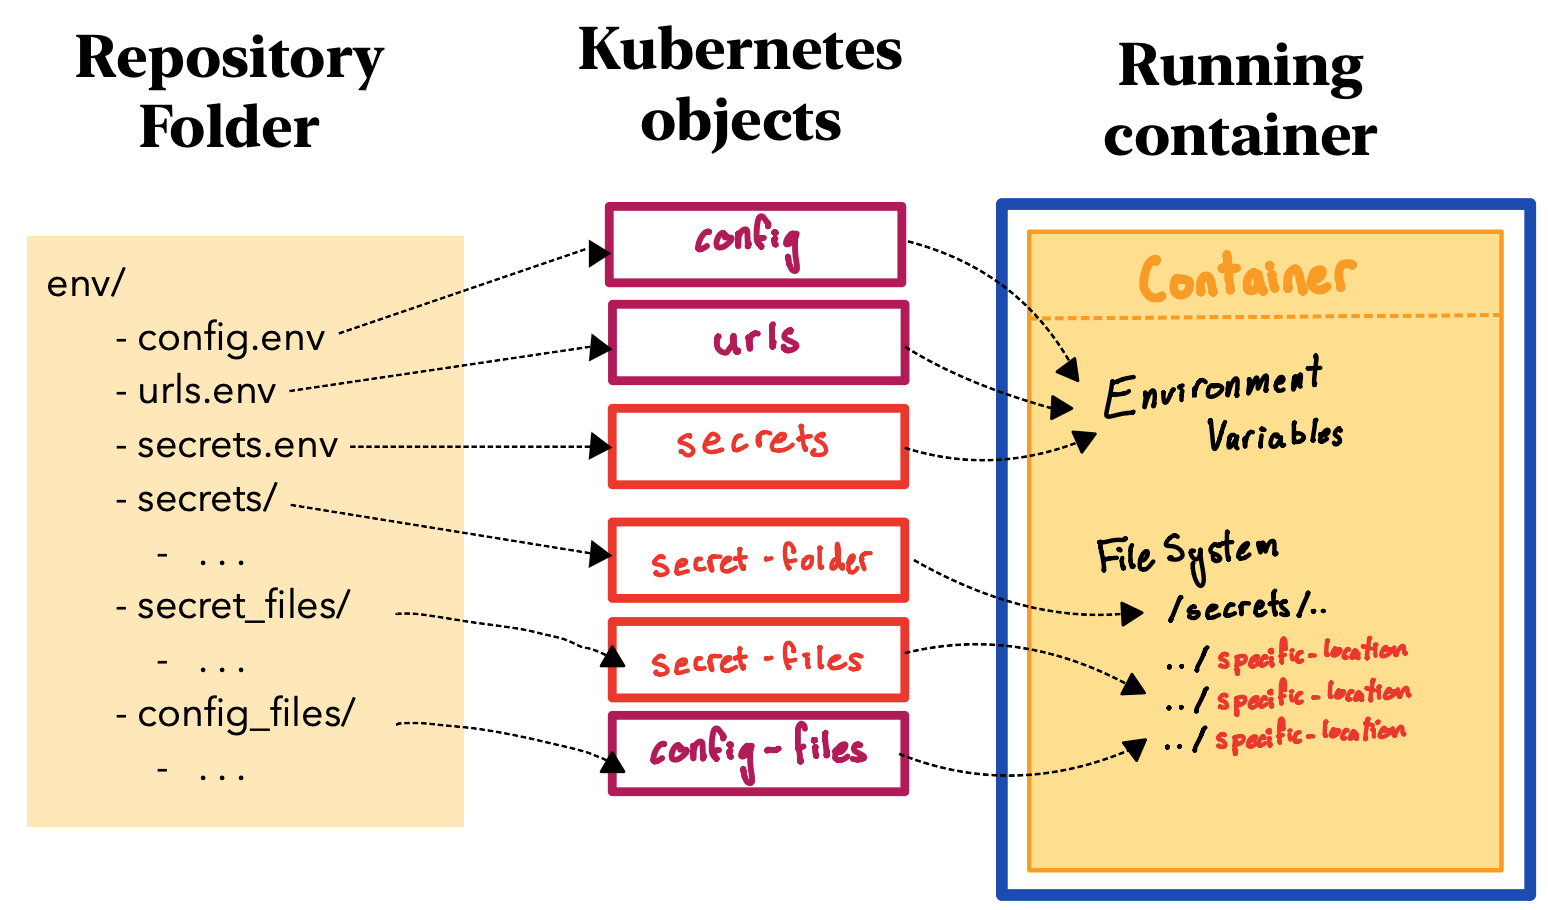 Repository
Folder
Kubernetes
objects
Running
container
env/
- config.env
- urls.env
- secrets.env
- secrets/
- ...
- secret_files/
- ...
- config_files/
- ...
config
urls
secrets
secret-folder
secret-files
config-files
Container
Environment
Variables
File System
/secrets/..
../specific-location
../specific-location
../specific-location